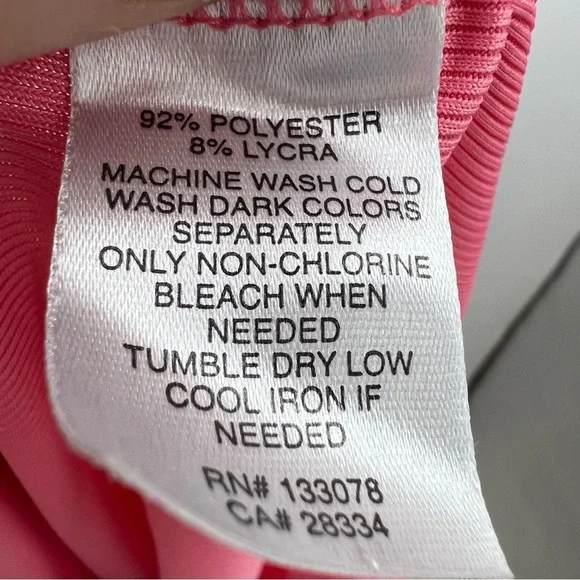 92% POLYESTER
8% LYCRA
MACHINE WASH COLD
WASH DARK COLORS
SEPARATELY
ONLY NON-CHLORINE
BLEACH WHEN
NEEDED
TUMBLE DRY LOW
COOL IRON IF
NEEDED
RN# 133078
CA# 28334